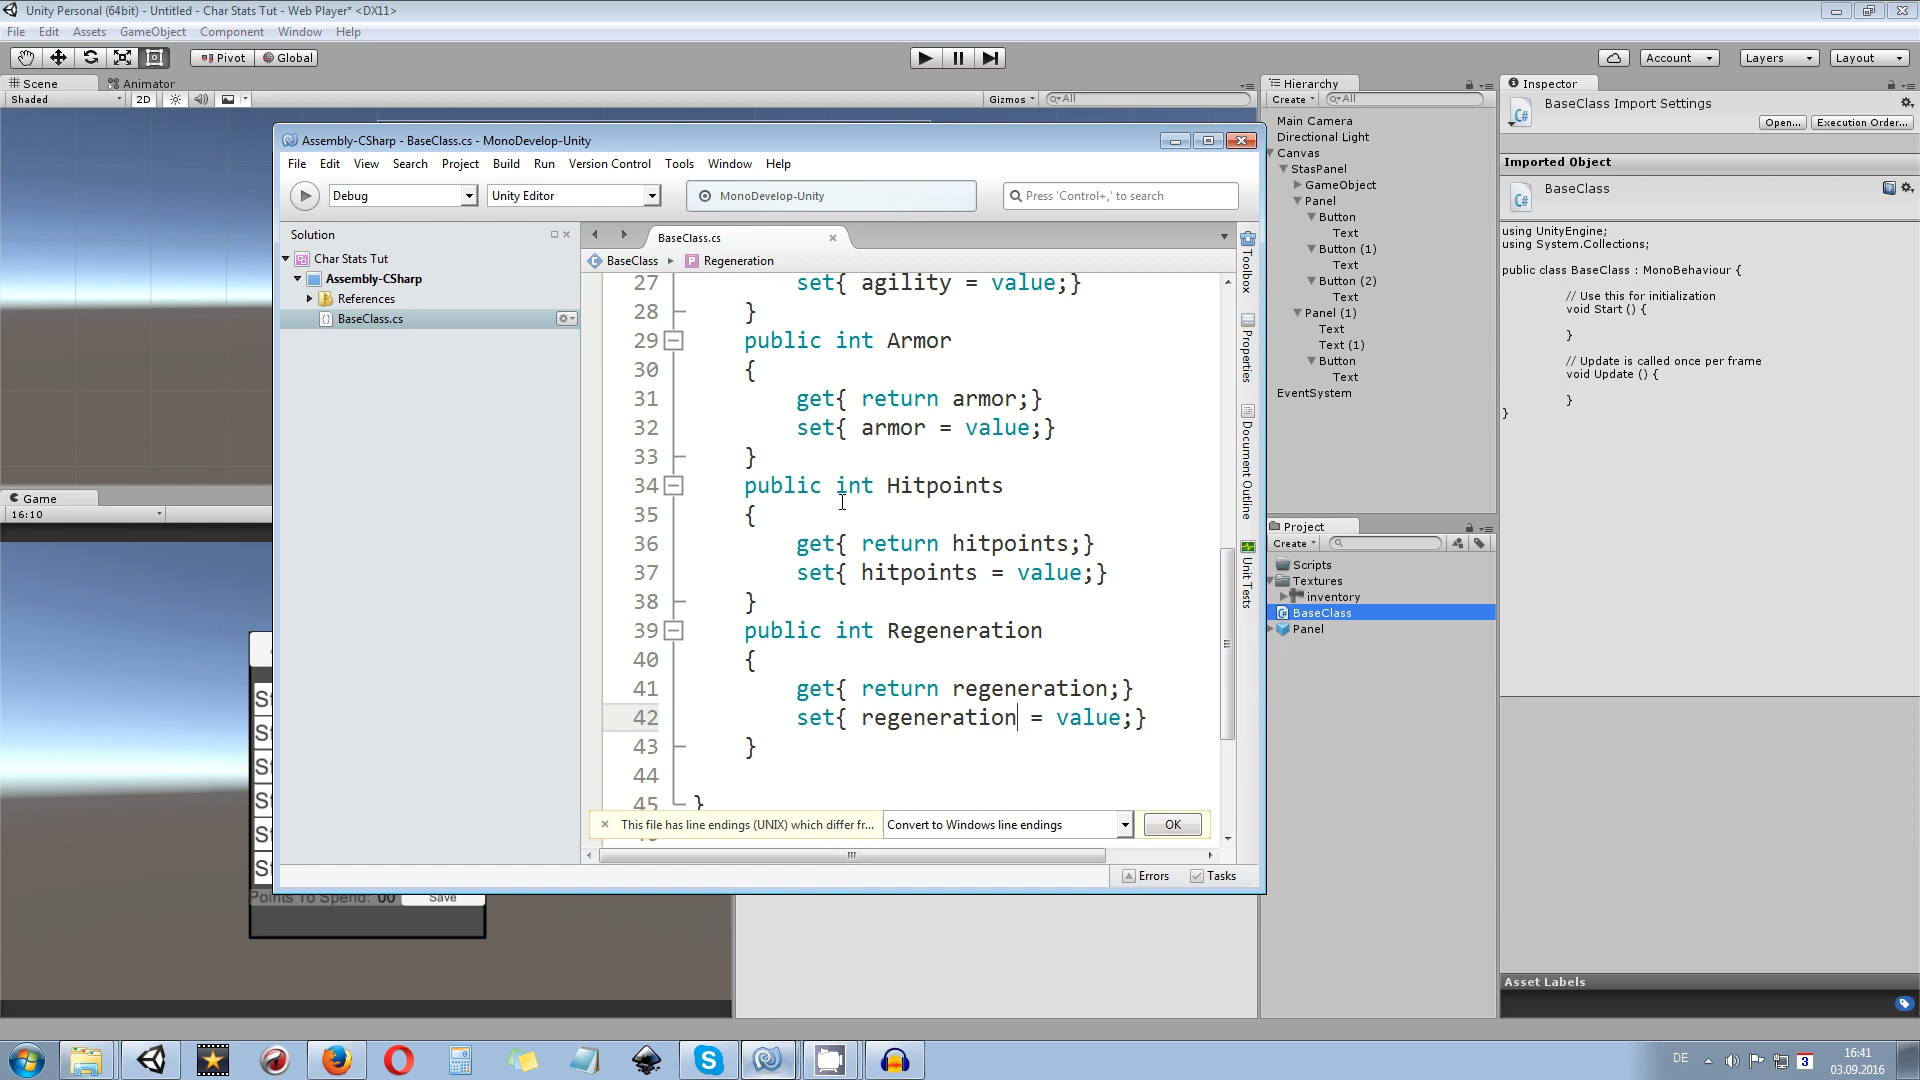 Unity Personal (64bit) - Untitled - Char Stats Tut - Web Player* <DX11>
File Edit Assets GameObject Component Window Help
Pivot Global Account Layers Layout
Scene Animator
Shaded 2D Gizmos All
Hierarchy
Create All
Main Camera
Directional Light
Canvas
StasPanel
GameObject
Panel
Button
Text
Button (1)
Text
Button (2)
Text
Panel (1)
Text
Text (1)
Button
Text
EventSystem
Inspector
BaseClass Import Settings
Open... Execution Order...
Imported Object
BaseClass
using UnityEngine;
using System.Collections;
public class BaseClass : MonoBehaviour {
// Use this for initialization
void Start () {
}
// Update is called once per frame
void Update () {
}
}
Assembly-CSharp - BaseClass.cs - MonoDevelop-Unity
File Edit View Search Project Build Run Version Control Tools Window Help
Debug Unity Editor MonoDevelop-Unity Press 'Control+,' to search
Solution
Char Stats Tut
Assembly-CSharp
References
BaseClass.cs
BaseClass.cs
BaseClass Regeneration
27 set{ agility = value;}
28 }
29 public int Armor
30 {
31 get{ return armor;}
32 set{ armor = value;}
33 }
34 public int Hitpoints
35 {
36 get{ return hitpoints;}
37 set{ hitpoints = value;}
38 }
39 public int Regeneration
40 {
41 get{ return regeneration;}
42 set{ regeneration = value;}
43 }
44
45 }
This file has line endings (UNIX) which differ fr... Convert to Windows line endings OK
Errors Tasks
Toolbox
Properties
Document Outline
Unit Tests
Project
Create
Scripts
Textures
inventory
BaseClass
Panel
Game
16:10
St
St
St
St
St
St
Points To Spend: 00 Save
Asset Labels
DE 3 16:41
03.09.2016